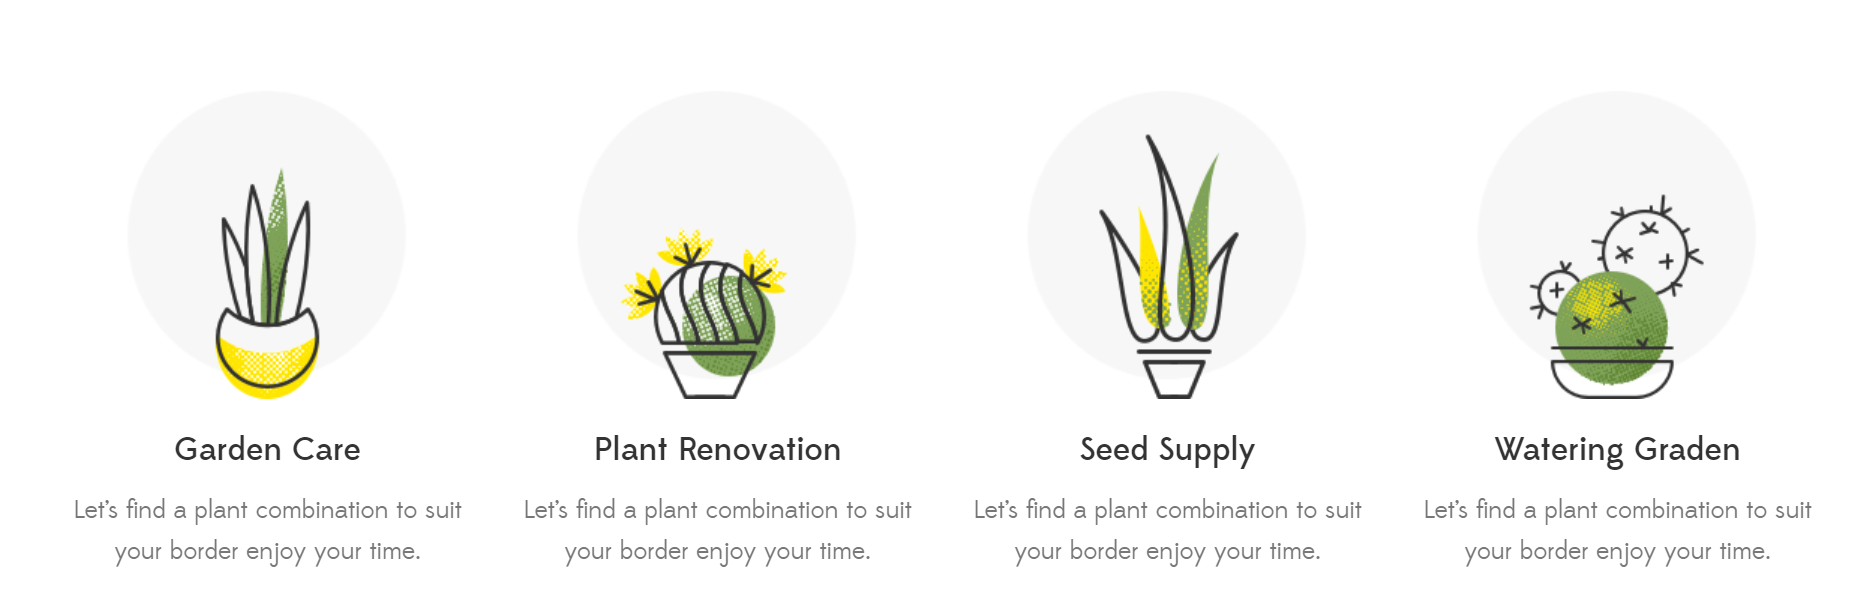 Garden Care
Let’s find a plant combination to suit
your border enjoy your time.
Plant Renovation
Let’s find a plant combination to suit
your border enjoy your time.
Seed Supply
Let’s find a plant combination to suit
your border enjoy your time.
Watering Graden
Let’s find a plant combination to suit
your border enjoy your time.